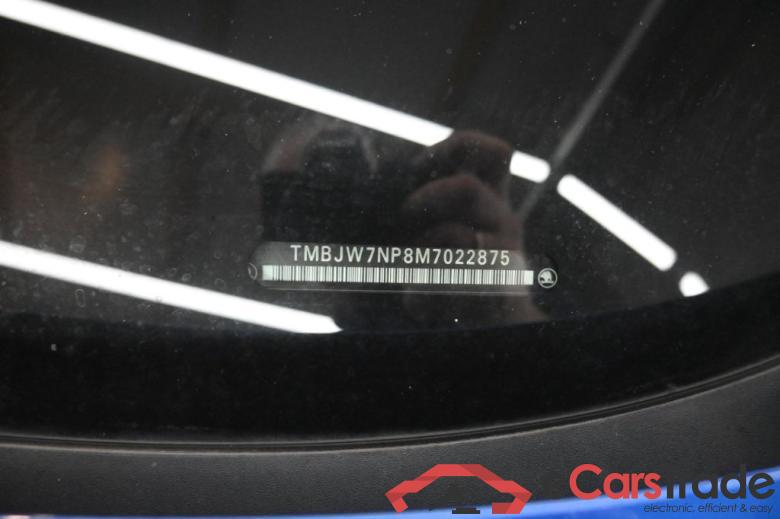 TMBJW7NP8M7022875
CarsTrade
electronic, efficient & easy